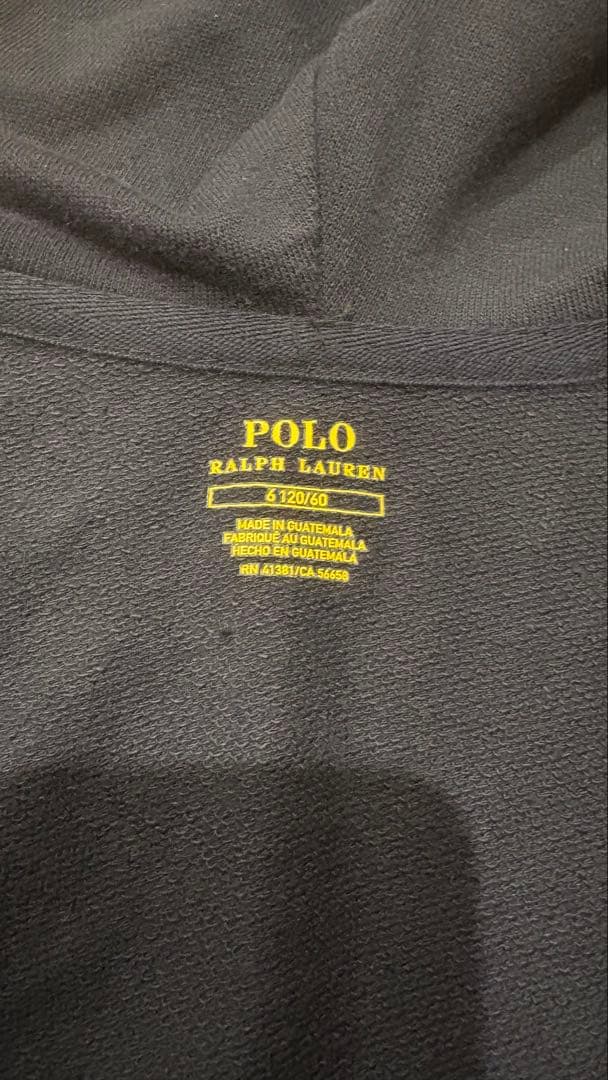 POLO
RALPH LAUREN
6 120/60
MADE IN GUATEMALA
FABRIQUÉ AU GUATEMALA
HECHO EN GUATEMALA
RN 41381/CA 56658